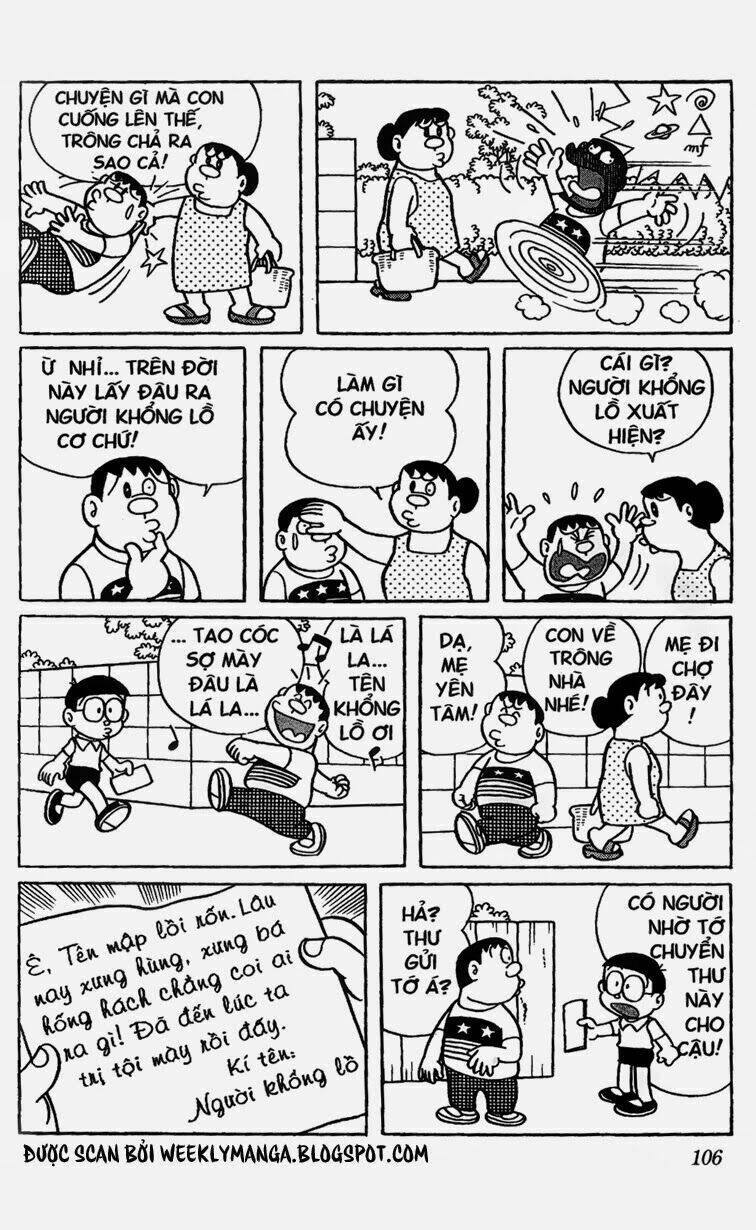 mf
CHUYỆN GÌ MÀ CON
CUỐNG LÊN THẾ,
TRÔNG CHẢ RA
SAO CẢ!
CÁI GÌ?
NGƯỜI KHỔNG
LỒ XUẤT
HIỆN?
LÀM GÌ
CÓ CHUYỆN
ẤY!
Ừ NHỈ... TRÊN ĐỜI
NÀY LẤY ĐÂU RA
NGƯỜI KHỔNG LỒ
CƠ CHỨ!
MẸ ĐI
CHỢ
ĐÂY
!
CON VỀ
TRÔNG
NHÀ
NHÉ!
DẠ,
MẸ
YÊN
TÂM!
LÀ LÁ
LA...
TÊN
KHỔNG
LỒ ƠI
... TAO CÓC
SỢ MÀY
ĐÂU LÀ
LÁ LA...
CÓ NGƯỜI
NHỜ TỚ
CHUYỂN
THƯ
NÀY
CHO
CẬU!
HẢ?
THƯ
GỬI
TỚ Á?
Ê, Tên mập lồi rốn. Lâu
nay xưng hùng, xưng bá
hống hách chẳng coi ai
ra gì! Đã đến lúc ta
trị tội mày rồi đấy.
Kí tên:
Người khổng lồ
ĐƯỢC SCAN BỞI WEEKLYMANGA.BLOGSPOT.COM
106